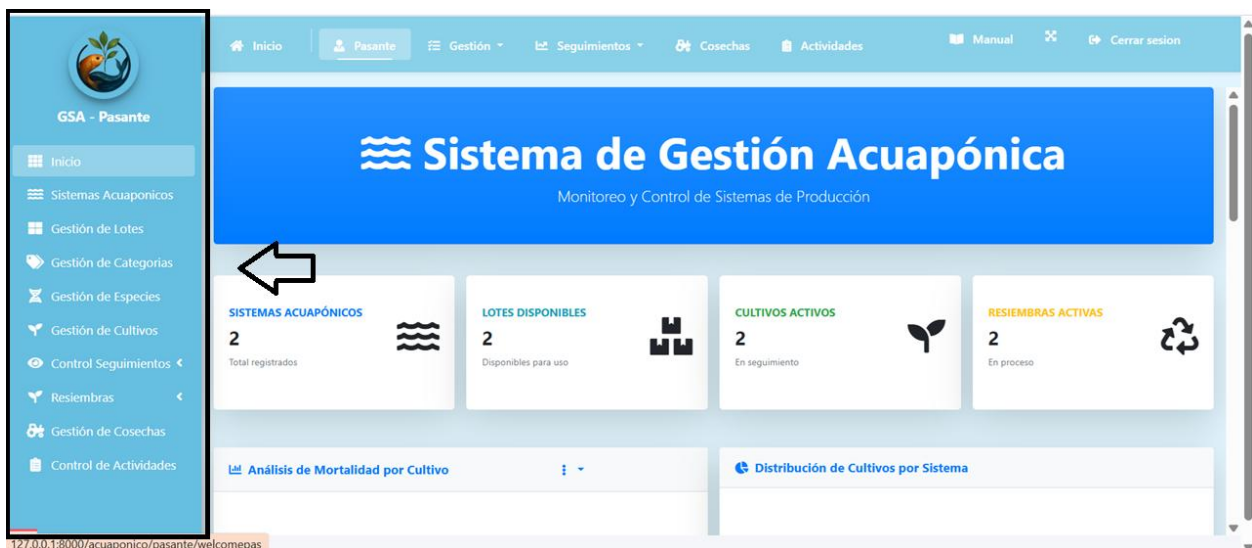 GSA - Pasante
Inicio
Sistemas Acuaponicos
Gestión de Lotes
Gestión de Categorias
Gestión de Especies
Gestión de Cultivos
Control Seguimientos
Resiembras
Gestión de Cosechas
Control de Actividades
Inicio Pasante Gestión Seguimientos Cosechas Actividades Manual Cerrar sesion
Sistema de Gestión Acuapónica
Monitoreo y Control de Sistemas de Producción
SISTEMAS ACUAPÓNICOS
2
Total registrados
LOTES DISPONIBLES
2
Disponibles para uso
CULTIVOS ACTIVOS
2
En seguimiento
RESIEMBRAS ACTIVAS
2
En proceso
Análisis de Mortalidad por Cultivo
Distribución de Cultivos por Sistema
127.0.0.1:8000/acuaponico/pasante/welcomepas